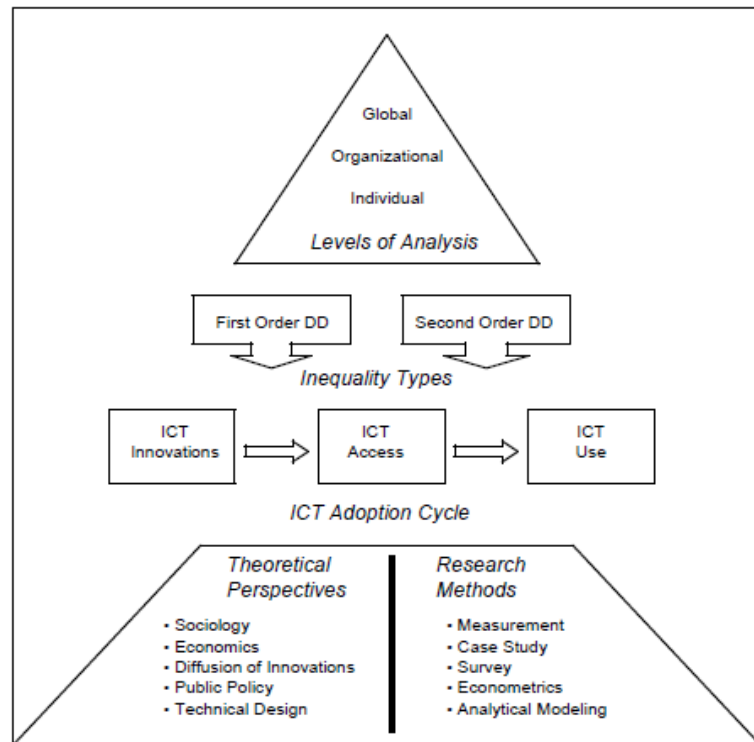 Global
Organizational
Individual
Levels of Analysis
First Order DD
Second Order DD
Inequality Types
ICT
Innovations
ICT
Access
ICT
Use
ICT Adoption Cycle
Theoretical
Perspectives
▪ Sociology
▪ Economics
▪ Diffusion of Innovations
▪ Public Policy
▪ Technical Design
Research
Methods
▪ Measurement
▪ Case Study
▪ Survey
▪ Econometrics
▪ Analytical Modeling